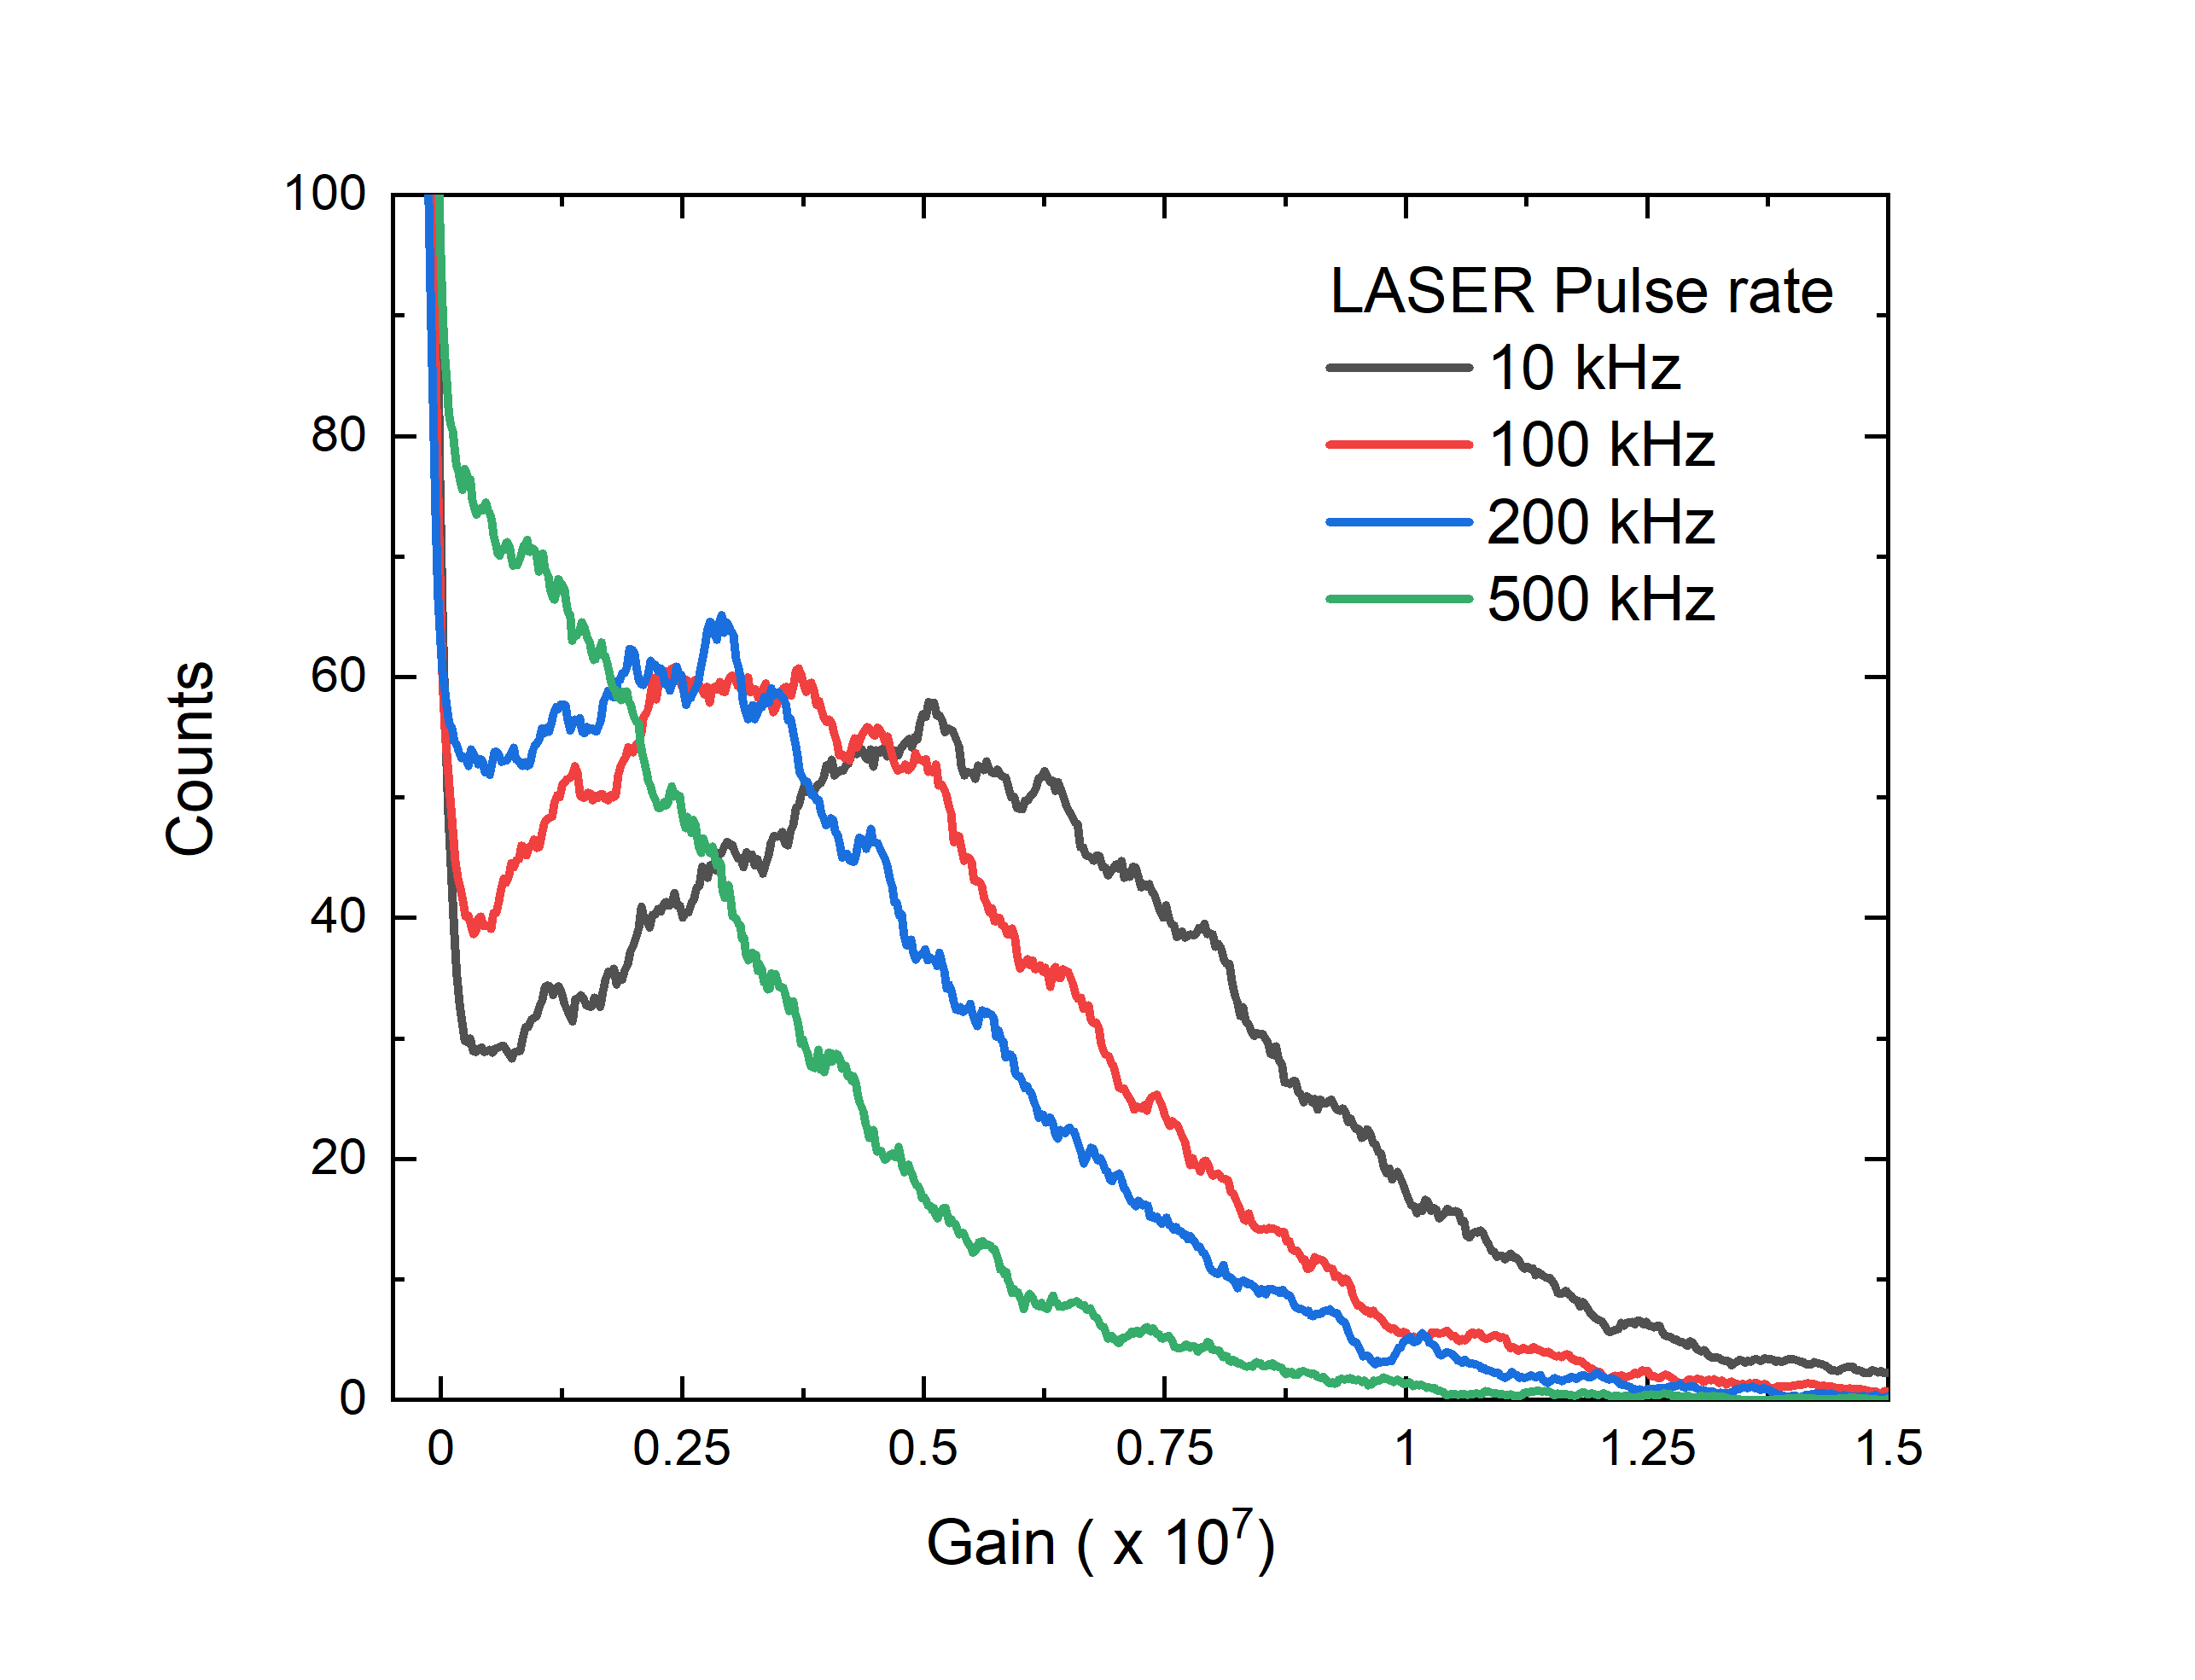 LASER Pulse rate
10 kHz
100 kHz
200 kHz
500 kHz
Counts
100
80
60
40
20
0
0 0.25 0.5 0.75 1 1.25 1.5
Gain ( x 10⁷)